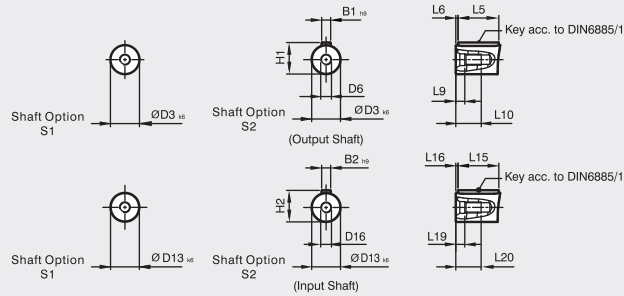 B1 h9
L6 L5
Key acc. to DIN6885/1
H1
D6
L9
Shaft Option
S1
ØD3 k6
Shaft Option
S2
ØD3 k6
L10
(Output Shaft)
B2 h9
L16 L15
Key acc. to DIN6885/1
H2
D16
L19
Shaft Option
S1
ØD13 k6
Shaft Option
S2
ØD13 k6
L20
(Input Shaft)